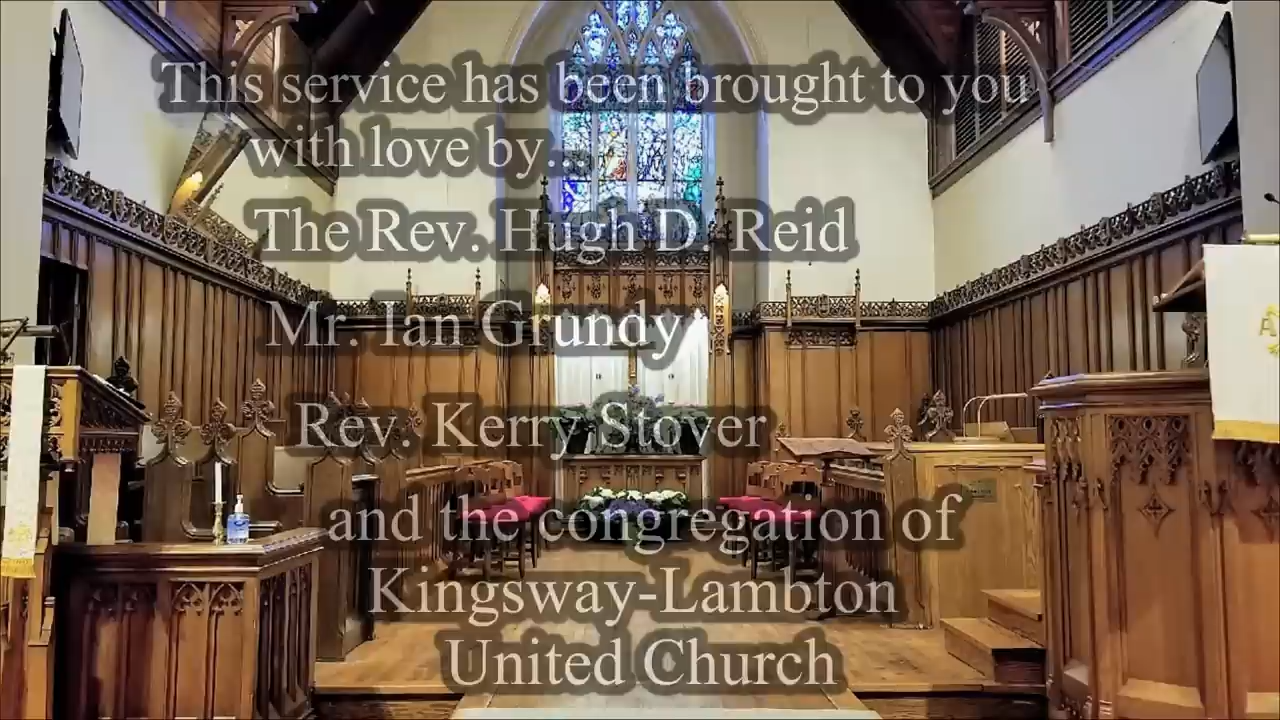 This service has been brought to you
with love by...
The Rev. Hugh D. Reid
Mr. Ian Grundy
Rev. Kerry Stover
and the congregation of
Kingsway-Lambton
United Church